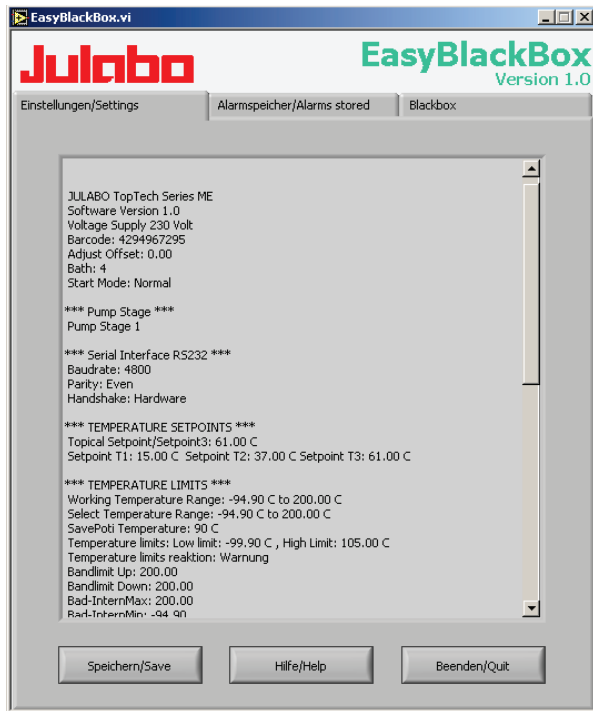 EasyBlackBox.vi
Julabo
EasyBlackBox
Version 1.0
Einstellungen/Settings
Alarmspeicher/Alarms stored
Blackbox
JULABO TopTech Series ME
Software Version 1.0
Voltage Supply 230 Volt
Barcode: 4294967295
Adjust Offset: 0.00
Bath: 4
Start Mode: Normal
*** Pump Stage ***
Pump Stage 1
*** Serial Interface RS232 ***
Baudrate: 4800
Parity: Even
Handshake: Hardware
*** TEMPERATURE SETPOINTS ***
Topical Setpoint/Setpoint3: 61.00 C
Setpoint T1: 15.00 C Setpoint T2: 37.00 C Setpoint T3: 61.00 C
*** TEMPERATURE LIMITS ***
Working Temperature Range: -94.90 C to 200.00 C
Select Temperature Range: -94.90 C to 200.00 C
SavePoti Temperature: 90 C
Temperature limits: Low limit: -99.90 C , High Limit: 105.00 C
Temperature limits reaktion: Warnung
Bandlimit Up: 200.00
Bandlimit Down: 200.00
Bad-InternMax: 200.00
Bad-InternMin: -94.90
Speichern/Save
Hilfe/Help
Beenden/Quit